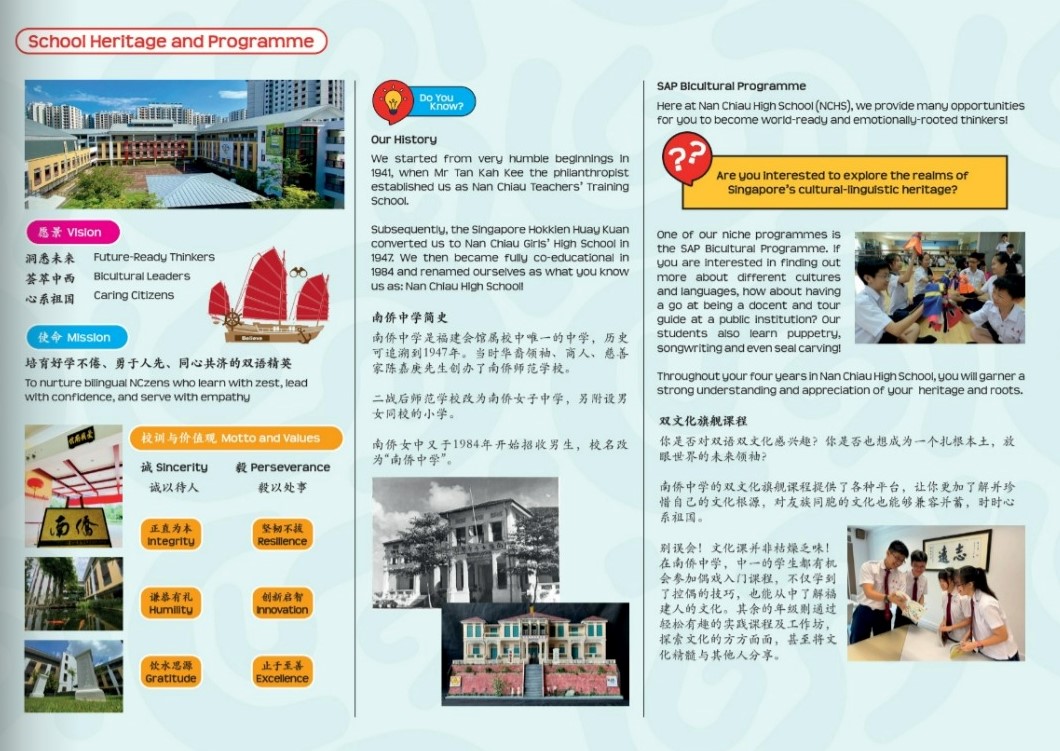 School Heritage and Programme
愿景 Vision
洞悉未来 Future-Ready Thinkers
荟萃中西 Bicultural Leaders
心系祖国 Caring Citizens
Believe
使命 Mission
培育好学不倦、勇于人先、同心共济的双语精英
To nurture bilingual NCzens who learn with zest, lead
with confidence, and serve with empathy
校训与价值观 Motto and Values
诚 Sincerity 毅 Perseverance
诚以待人 毅以处事
正直为本 坚韧不拔
Integrity Resilience
谦恭有礼 创新启智
Humility Innovation
饮水思源 止于至善
Gratitude Excellence
南僑
Do You
Know?
Our History
We started from very humble beginnings in
1941, when Mr Tan Kah Kee the philanthropist
established us as Nan Chiau Teachers' Training
School.
Subsequently, the Singapore Hokkien Huay Kuan
converted us to Nan Chiau Girls' High School in
1947. We then became fully co-educational in
1984 and renamed ourselves as what you know
us as: Nan Chiau High School!
南侨中学简史
南侨中学是福建会馆属校中唯一的中学，历史
可追溯到1947年。当时华裔领袖、商人、慈善
家陈嘉庚先生创办了南侨师范学校。
二战后师范学校改为南侨女子中学，另附设男
女同校的小学。
南侨女中又于1984年开始招收男生，校名改
为“南侨中学”。
SAP Bicultural Programme
Here at Nan Chiau High School (NCHS), we provide many opportunities
for you to become world-ready and emotionally-rooted thinkers!
??
Are you interested to explore the realms of
Singapore's cultural-linguistic heritage?
One of our niche programmes is
the SAP Bicultural Programme. If
you are interested in finding out
more about different cultures
and languages, how about having
a go at being a docent and tour
guide at a public institution? Our
students also learn puppetry,
songwriting and even seal carving!
Throughout your four years in Nan Chiau High School, you will garner a
strong understanding and appreciation of your heritage and roots.
双文化旗舰课程
你是否对双语双文化感兴趣？你是否也想成为一个扎根本土，放
眼世界的未来领袖？
南侨中学的双文化旗舰课程提供了各种平台，让你更加了解并珍
惜自己的文化根源，对友族同胞的文化也能够兼容并蓄，时时心
系祖国。
别误会！文化课并非枯燥乏味！
在南侨中学，中一的学生都有机
会参加偶戏入门课程，不仅学到
了控偶的技巧，也能从中了解福
建人的文化。其余的年级则通过
轻松有趣的实践课程及工作坊，
探索文化的方方面面，甚至将文
化精髓与其他人分享。